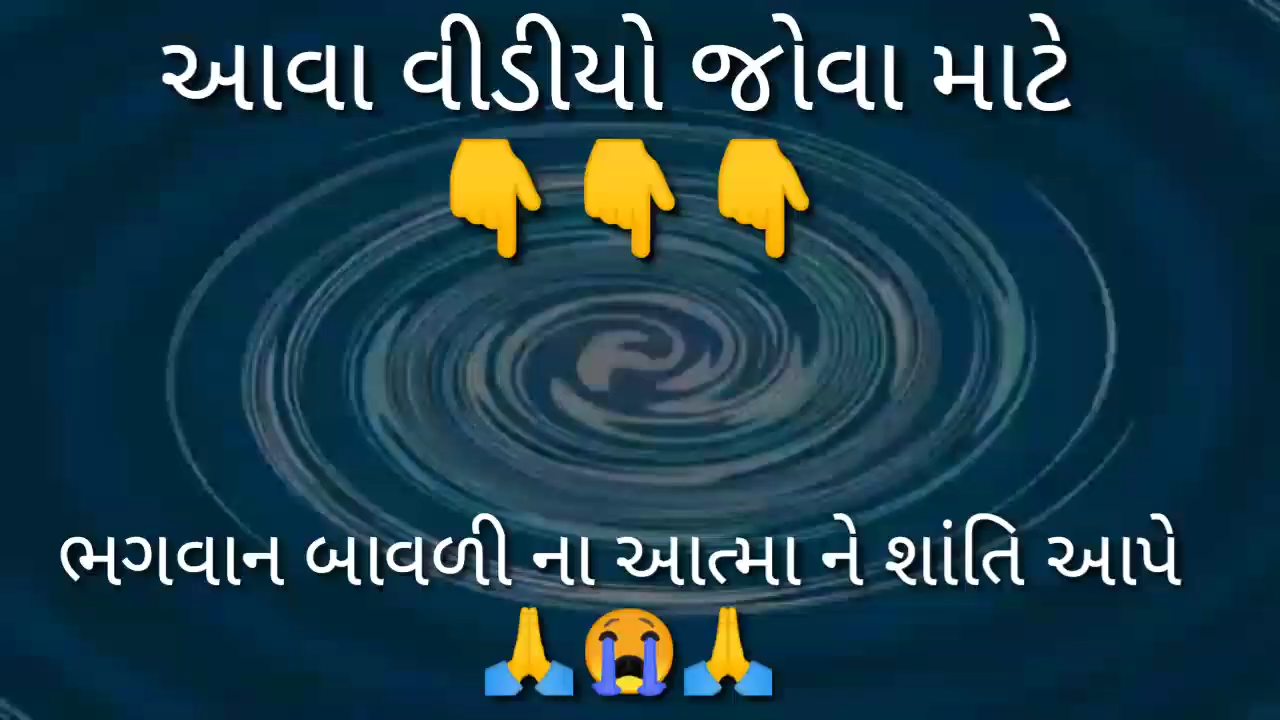 આવા વીડીયો જોવા માટે
👇👇👇
ભગવાન બાવળી ના આત્મા ને શાંતિ આપે
🙏😭🙏